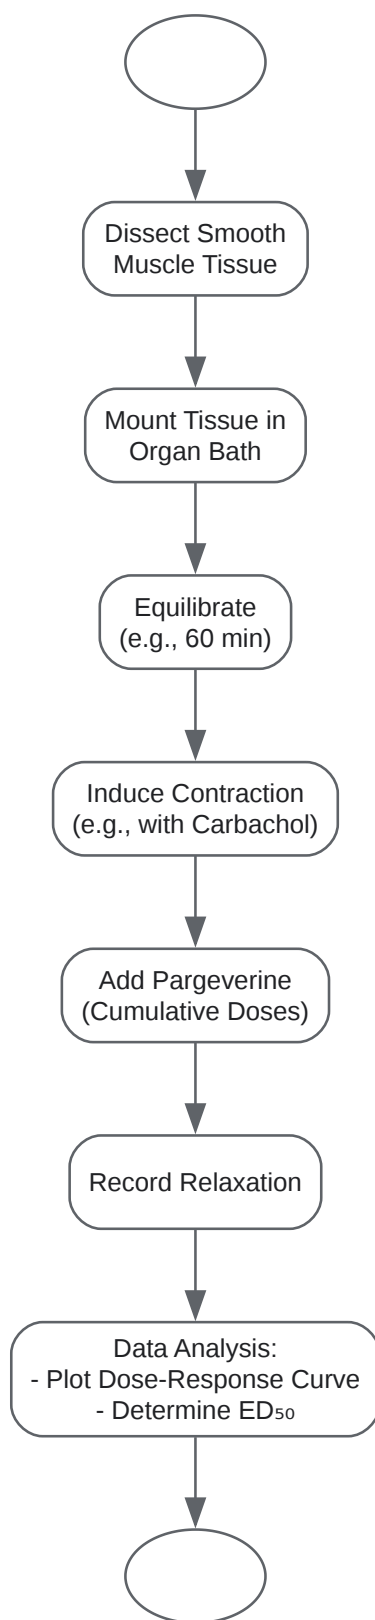 Dissect Smooth
Muscle Tissue
Mount Tissue in
Organ Bath
Equilibrate
(e.g., 60 min)
Induce Contraction
(e.g., with Carbachol)
Add Pargeverine
(Cumulative Doses)
Record Relaxation
Data Analysis:
- Plot Dose-Response Curve
- Determine ED₅₀